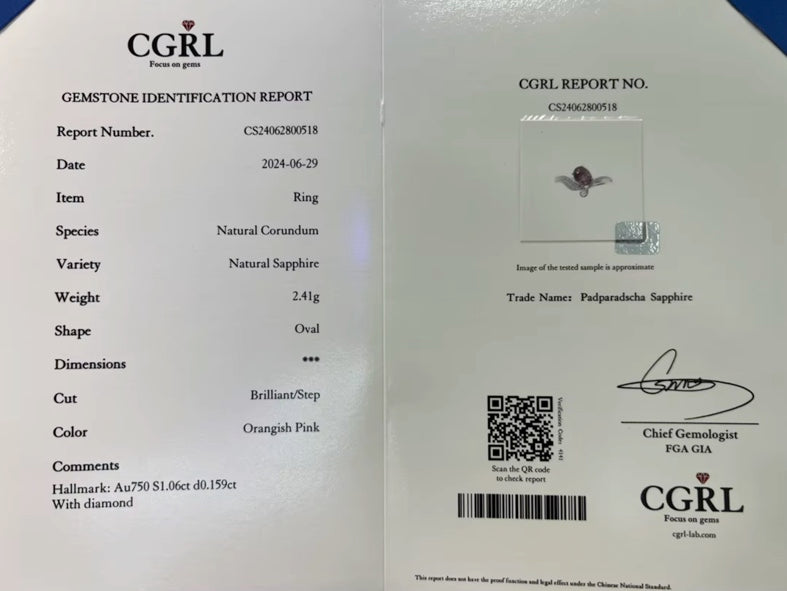 CGRL
Focus on gems
GEMSTONE IDENTIFICATION REPORT
Report Number. CS24062800518
Date 2024-06-29
Item Ring
Species Natural Corundum
Variety Natural Sapphire
Weight 2.41g
Shape Oval
Dimensions ***
Cut Brilliant/Step
Color Orangish Pink
Comments
Hallmark: Au750 S1.06ct d0.159ct
With diamond
CGRL REPORT NO.
CS24062800518
Image of the tested sample is approximate
Trade Name: Padparadscha Sapphire
Verification Code:
Scan the QR code
to check report
Chief Gemologist
FGA GIA
CGRL
Focus on gems
cgrl-lab.com
This report does not have the proof function and legal effect under the Chinese National Standard.